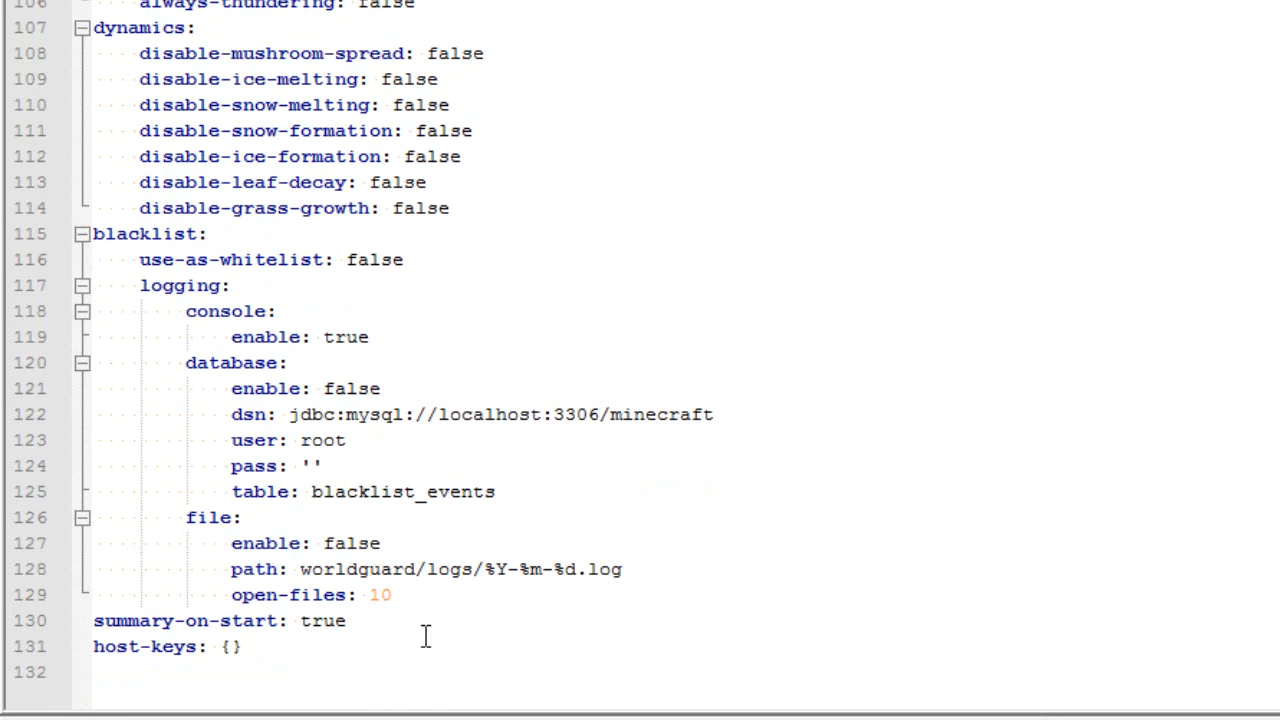 106 always-thundering: false
107 dynamics:
108 disable-mushroom-spread: false
109 disable-ice-melting: false
110 disable-snow-melting: false
111 disable-snow-formation: false
112 disable-ice-formation: false
113 disable-leaf-decay: false
114 disable-grass-growth: false
115 blacklist:
116 use-as-whitelist: false
117 logging:
118 console:
119 enable: true
120 database:
121 enable: false
122 dsn: jdbc:mysql://localhost:3306/minecraft
123 user: root
124 pass: ''
125 table: blacklist_events
126 file:
127 enable: false
128 path: worldguard/logs/%Y-%m-%d.log
129 open-files: 10
130 summary-on-start: true
131 host-keys: {}
132